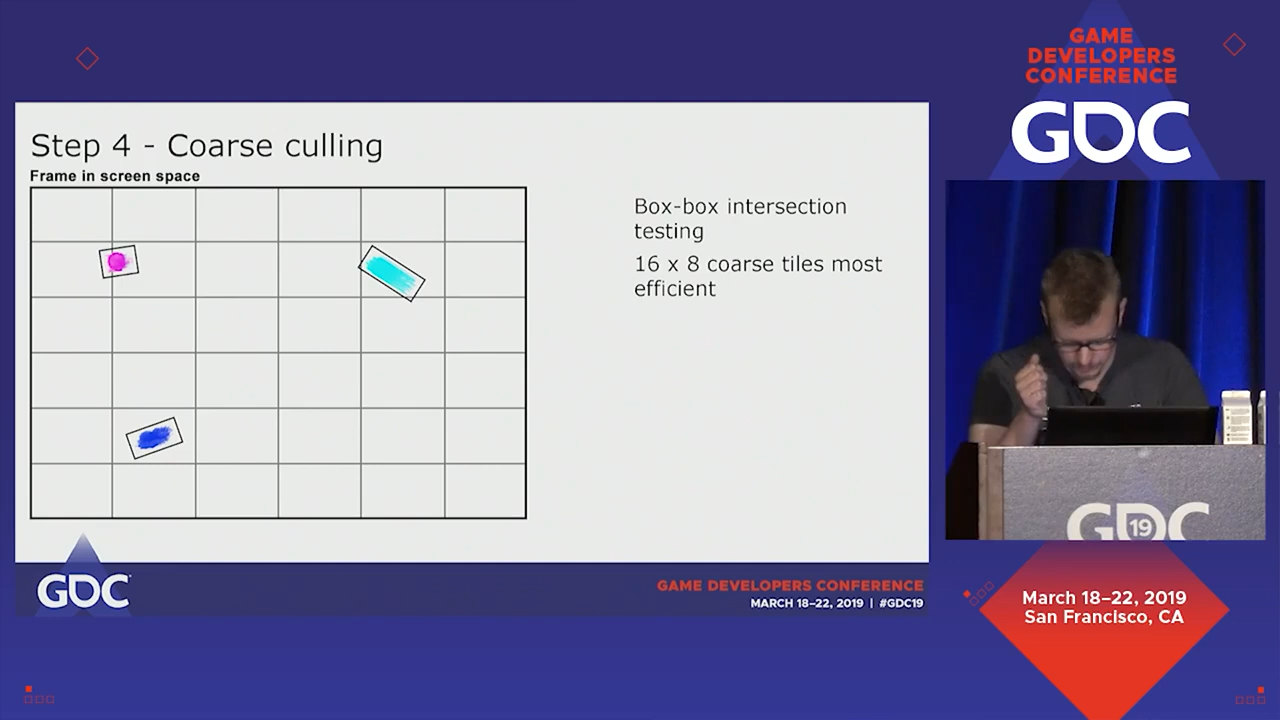 GAME
DEVELOPERS
CONFERENCE
GDC
Step 4 - Coarse culling
Frame in screen space
Box-box intersection
testing
16 x 8 coarse tiles most
efficient
GDC
GAME DEVELOPERS CONFERENCE
MARCH 18–22, 2019 | #GDC19
GDC
19
March 18–22, 2019
San Francisco, CA